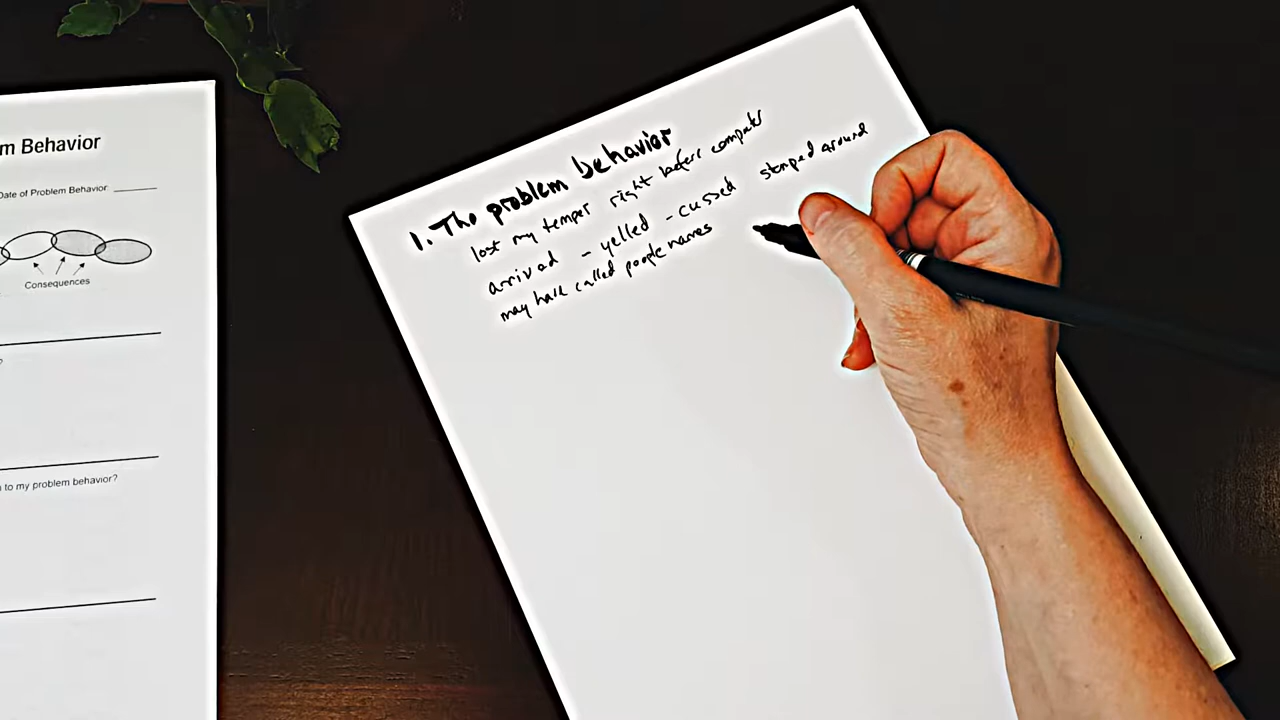 m Behavior
Date of Problem Behavior:
Consequences
?
n to my problem behavior?
1. The problem behavior
lost my temper right before computer
arrived - yelled - cussed stomped around
may have called people names